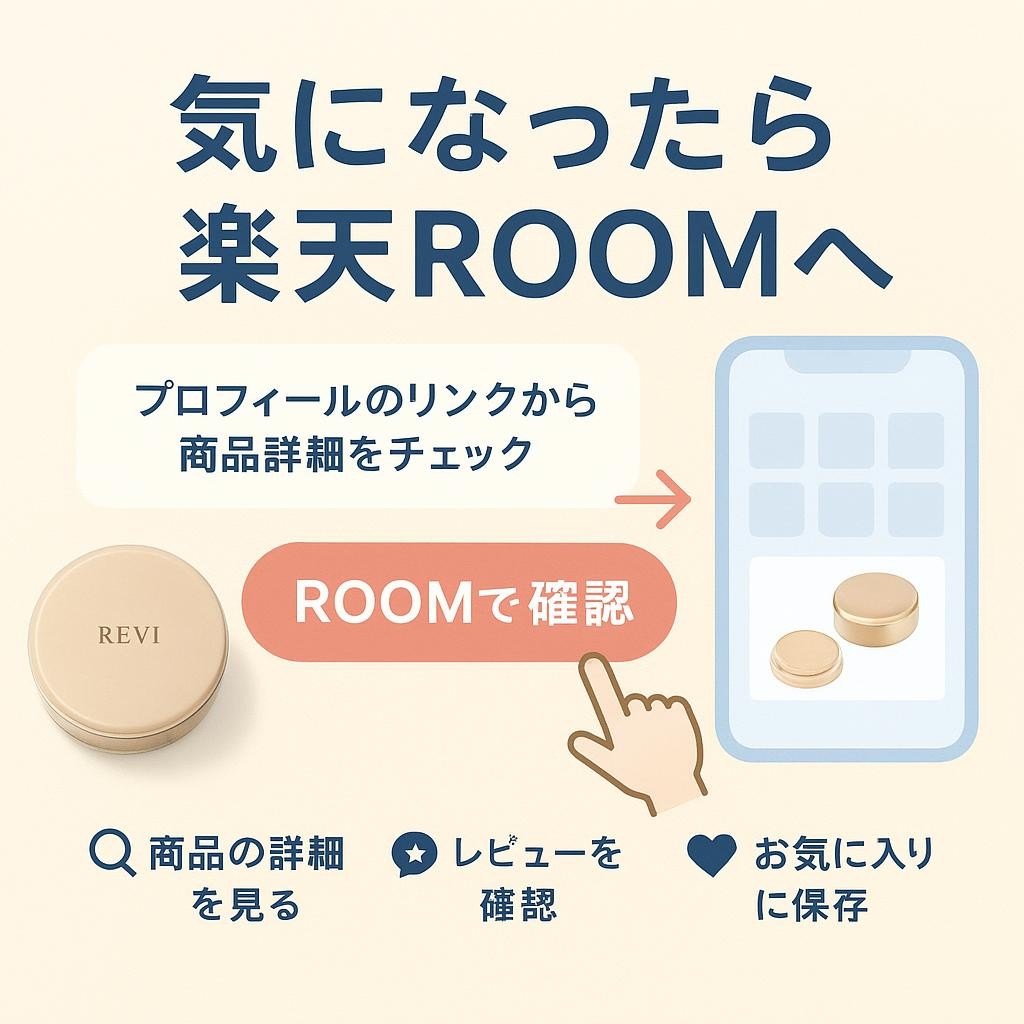 気になったら
楽天ROOMへ
プロフィールのリンクから
商品詳細をチェック
REVI
ROOMで確認
商品の詳細
を見る
レビューを
確認
お気に入り
に保存